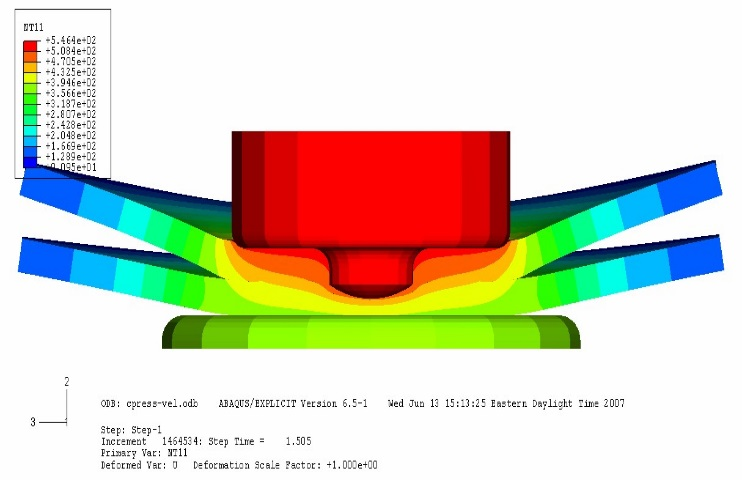 NT11
+5.464e+02
+5.084e+02
+4.705e+02
+4.325e+02
+3.946e+02
+3.566e+02
+3.187e+02
+2.807e+02
+2.428e+02
+2.048e+02
+1.669e+02
+1.289e+02
+9.095e+01
2
3
ODB: cpress-vel.odb ABAQUS/EXPLICIT Version 6.5-1 Wed Jun 13 15:13:25 Eastern Daylight Time 2007
Step: Step-1
Increment 1464534: Step Time = 1.505
Primary Var: NT11
Deformed Var: U Deformation Scale Factor: +1.000e+00